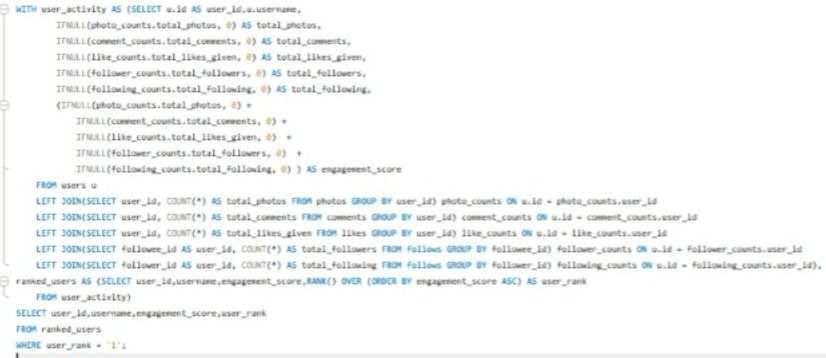 WITH user_activity AS (SELECT u.id AS user_id,u.username,
IFNULL(photo_counts.total_photos, 0) AS total_photos,
IFNULL(comment_counts.total_comments, 0) AS total_comments,
IFNULL(like_counts.total_likes_given, 0) AS total_likes_given,
IFNULL(follower_counts.total_followers, 0) AS total_followers,
IFNULL(following_counts.total_following, 0) AS total_following,
(IFNULL(photo_counts.total_photos, 0) +
IFNULL(comment_counts.total_comments, 0) +
IFNULL(like_counts.total_likes_given, 0) +
IFNULL(follower_counts.total_followers, 0) +
IFNULL(following_counts.total_following, 0) ) AS engagement_score
FROM users u
LEFT JOIN(SELECT user_id, COUNT(*) AS total_photos FROM photos GROUP BY user_id) photo_counts ON u.id = photo_counts.user_id
LEFT JOIN(SELECT user_id, COUNT(*) AS total_comments FROM comments GROUP BY user_id) comment_counts ON u.id = comment_counts.user_id
LEFT JOIN(SELECT user_id, COUNT(*) AS total_likes_given FROM likes GROUP BY user_id) like_counts ON u.id = like_counts.user_id
LEFT JOIN(SELECT followee_id AS user_id, COUNT(*) AS total_followers FROM follows GROUP BY followee_id) follower_counts ON u.id = follower_counts.user_id
LEFT JOIN(SELECT follower_id AS user_id, COUNT(*) AS total_following FROM follows GROUP BY follower_id) following_counts ON u.id = following_counts.user_id),
ranked_users AS (SELECT user_id,username,engagement_score,RANK() OVER (ORDER BY engagement_score ASC) AS user_rank
FROM user_activity)
SELECT user_id,username,engagement_score,user_rank
FROM ranked_users
WHERE user_rank = '1';